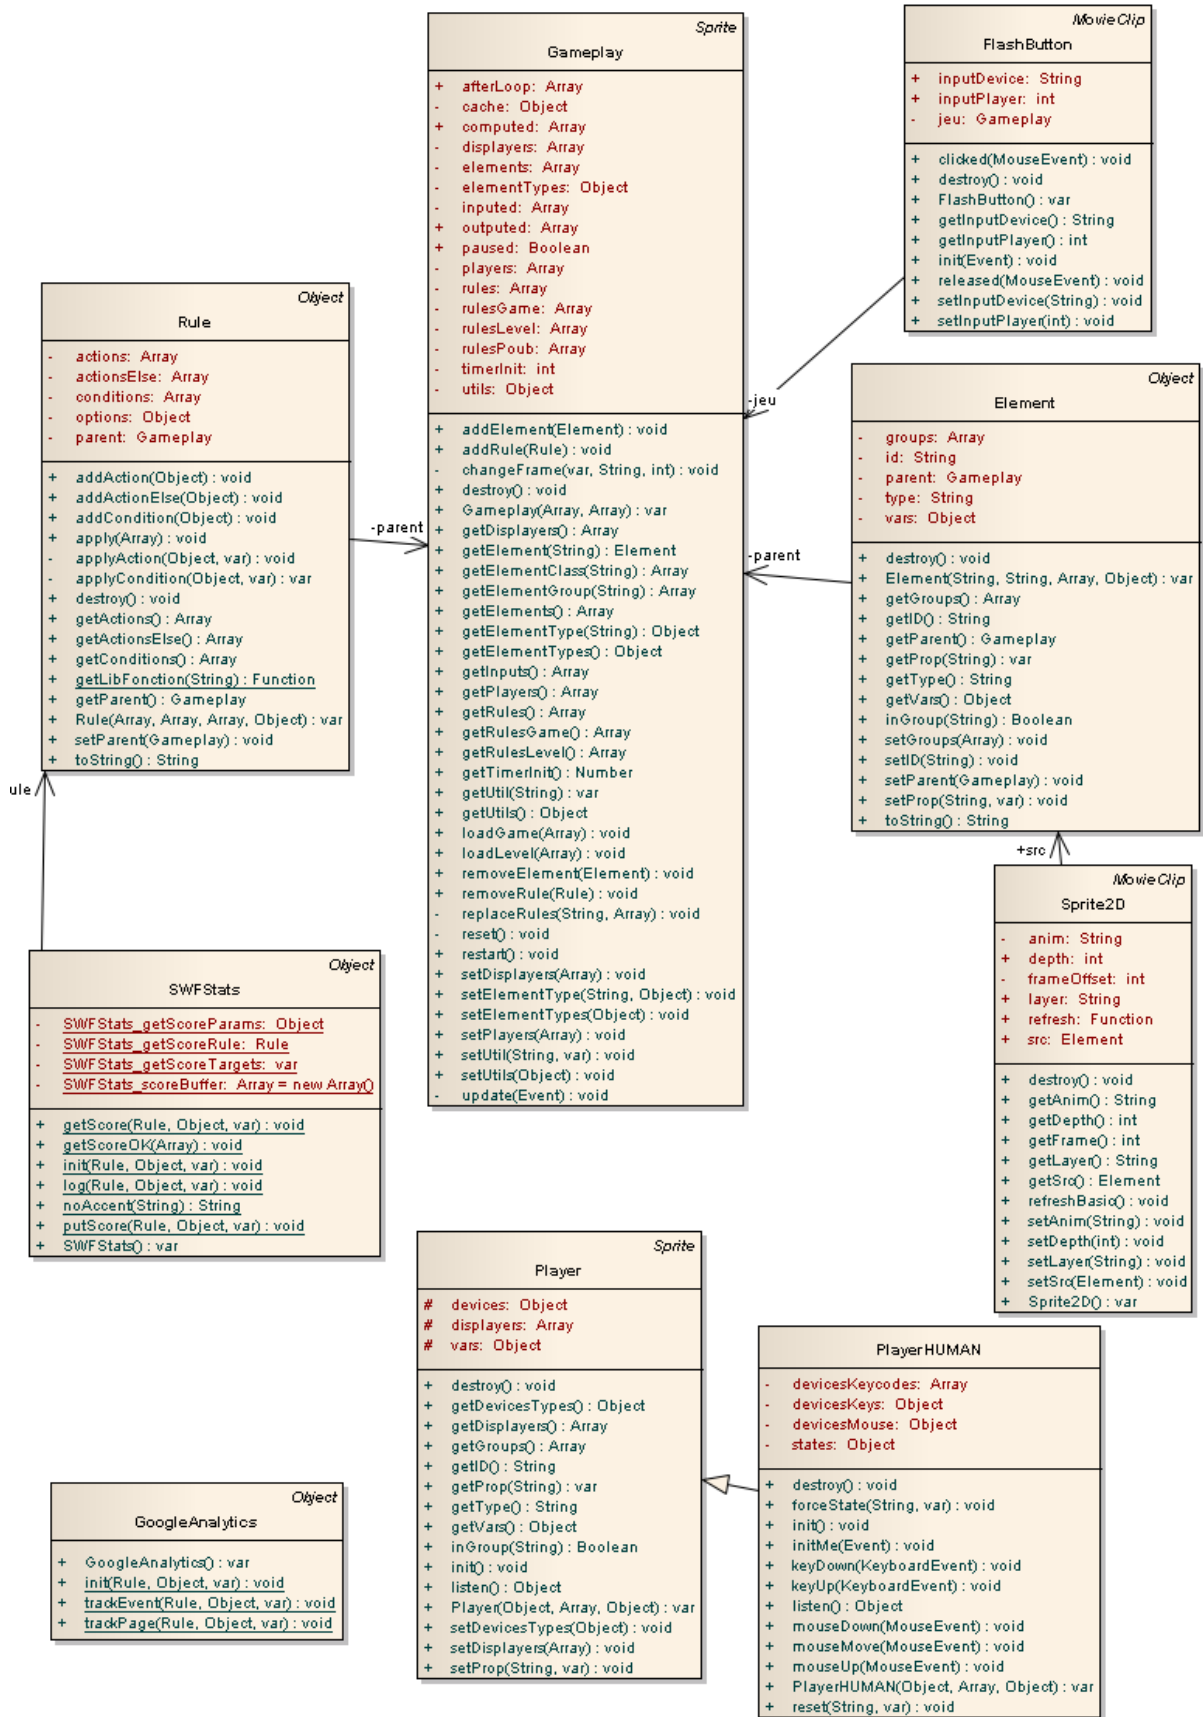 Sprite
Gameplay
+ afterLoop: Array
- cache: Object
+ computed: Array
- displayers: Array
- elements: Array
- elementTypes: Object
- inputed: Array
+ outputed: Array
+ paused: Boolean
- players: Array
- rules: Array
- rulesGame: Array
- rulesLevel: Array
- rulesPoub: Array
- timerInit: int
- utils: Object
+ addElement(Element) : void
+ addRule(Rule) : void
- changeFrame(var, String, int) : void
+ destroy() : void
+ Gameplay(Array, Array) : var
+ getDisplayers() : Array
+ getElement(String) : Element
+ getElementClass(String) : Array
+ getElementGroup(String) : Array
+ getElements() : Array
+ getElementType(String) : Object
+ getElementTypes() : Object
+ getInputs() : Array
+ getPlayers() : Array
+ getRules() : Array
+ getRulesGame() : Array
+ getRulesLevel() : Array
+ getTimerInit() : Number
+ getUtil(String) : var
+ getUtils() : Object
+ loadGame(Array) : void
+ loadLevel(Array) : void
+ removeElement(Element) : void
+ removeRule(Rule) : void
- replaceRules(String, Array) : void
- reset() : void
+ restart() : void
+ setDisplayers(Array) : void
+ setElementType(String, Object) : void
+ setElementTypes(Object) : void
+ setPlayers(Array) : void
+ setUtil(String, var) : void
+ setUtils(Object) : void
- update(Event) : void
MovieClip
FlashButton
+ inputDevice: String
+ inputPlayer: int
- jeu: Gameplay
+ clicked(MouseEvent) : void
+ destroy() : void
+ FlashButton() : var
+ getInputDevice() : String
+ getInputPlayer() : int
+ init(Event) : void
+ released(MouseEvent) : void
+ setInputDevice(String) : void
+ setInputPlayer(int) : void
-jeu
Object
Rule
- actions: Array
- actionsElse: Array
- conditions: Array
- options: Object
- parent: Gameplay
+ addAction(Object) : void
+ addActionElse(Object) : void
+ addCondition(Object) : void
+ apply(Array) : void
- applyAction(Object, var) : void
- applyCondition(Object, var) : var
+ destroy() : void
+ getActions() : Array
+ getActionsElse() : Array
+ getConditions() : Array
+ getLibFonction(String) : Function
+ getParent() : Gameplay
+ Rule(Array, Array, Array, Object) : var
+ setParent(Gameplay) : void
+ toString() : String
-parent
Object
Element
- groups: Array
- id: String
- parent: Gameplay
- type: String
- vars: Object
+ destroy() : void
+ Element(String, String, Array, Object) : var
+ getGroups() : Array
+ getID() : String
+ getParent() : Gameplay
+ getProp(String) : var
+ getType() : String
+ getVars() : Object
+ inGroup(String) : Boolean
+ setGroups(Array) : void
+ setID(String) : void
+ setParent(Gameplay) : void
+ setProp(String, var) : void
+ toString() : String
-parent
ule
+src
MovieClip
Sprite2D
- anim: String
+ depth: int
- frameOffset: int
+ layer: String
+ refresh: Function
+ src: Element
+ destroy() : void
+ getAnim() : String
+ getDepth() : int
+ getFrame() : int
+ getLayer() : String
+ getSrc() : Element
+ refreshBasic() : void
+ setAnim(String) : void
+ setDepth(int) : void
+ setLayer(String) : void
+ setSrc(Element) : void
+ Sprite2D() : var
Object
SWFStats
- SWFStats_getScoreParams: Object
- SWFStats_getScoreRule: Rule
- SWFStats_getScoreTargets: var
- SWFStats_scoreBuffer: Array = new Array()
+ getScore(Rule, Object, var) : void
+ getScoreOK(Array) : void
+ init(Rule, Object, var) : void
+ log(Rule, Object, var) : void
+ noAccent(String) : String
+ putScore(Rule, Object, var) : void
+ SWFStats() : var
Sprite
Player
# devices: Object
# displayers: Array
# vars: Object
+ destroy() : void
+ getDevicesTypes() : Object
+ getDisplayers() : Array
+ getGroups() : Array
+ getID() : String
+ getProp(String) : var
+ getType() : String
+ getVars() : Object
+ inGroup(String) : Boolean
+ init() : void
+ listen() : Object
+ Player(Object, Array, Object) : var
+ setDevicesTypes(Object) : void
+ setDisplayers(Array) : void
+ setProp(String, var) : void
PlayerHUMAN
- devicesKeycodes: Array
- devicesKeys: Object
- devicesMouse: Object
- states: Object
+ destroy() : void
+ forceState(String, var) : void
+ init() : void
+ initMe(Event) : void
+ keyDown(KeyboardEvent) : void
+ keyUp(KeyboardEvent) : void
+ listen() : Object
+ mouseDown(MouseEvent) : void
+ mouseMove(MouseEvent) : void
+ mouseUp(MouseEvent) : void
+ PlayerHUMAN(Object, Array, Object) : var
+ reset(String, var) : void
Object
GoogleAnalytics
+ GoogleAnalytics() : var
+ init(Rule, Object, var) : void
+ trackEvent(Rule, Object, var) : void
+ trackPage(Rule, Object, var) : void